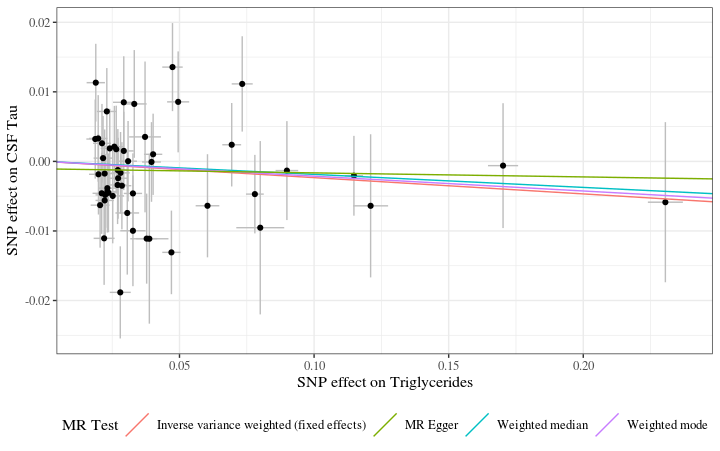 0.02
0.01
0.00
-0.01
-0.02
SNP effect on CSF Tau
0.05 0.10 0.15 0.20
SNP effect on Triglycerides
MR Test Inverse variance weighted (fixed effects) MR Egger Weighted median Weighted mode